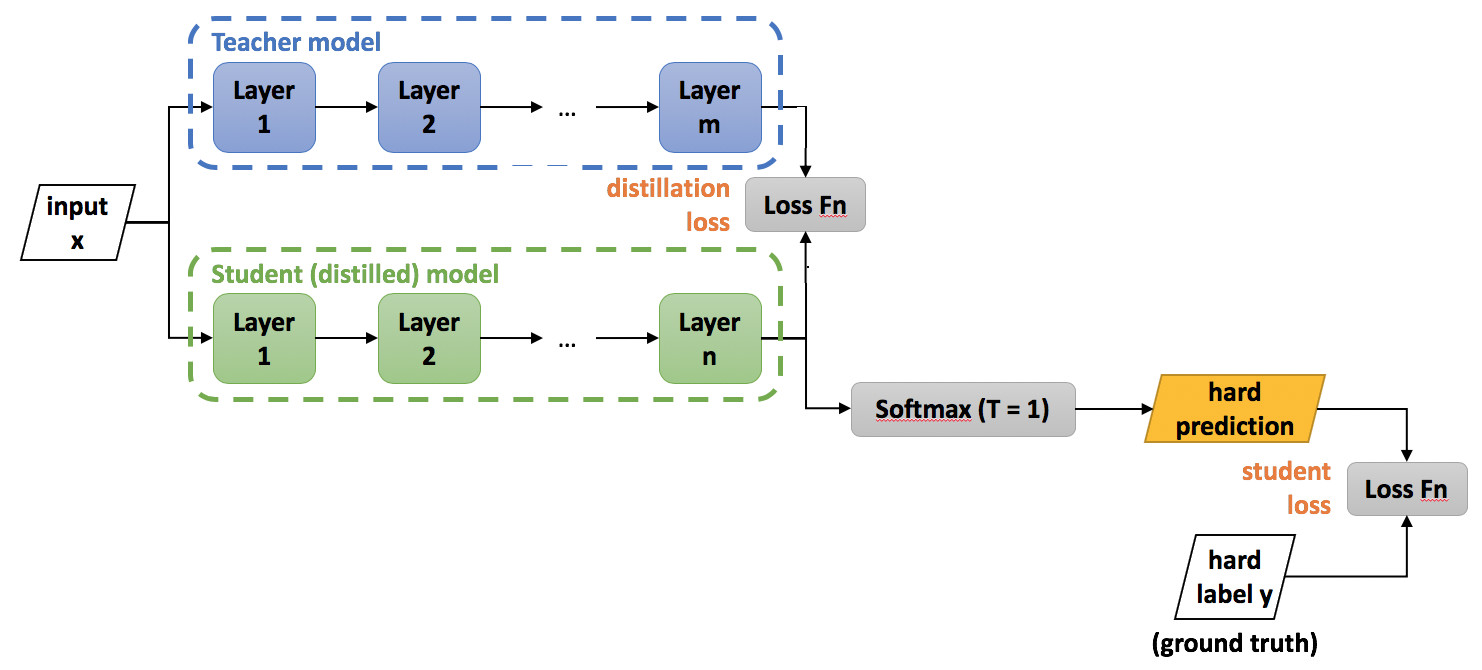 Teacher model
Layer
1
Layer
2
...
Layer
m
input
x
distillation
loss
Loss Fn
Student (distilled) model
Layer
1
Layer
2
...
Layer
n
Softmax (T = 1)
hard
prediction
student
loss
Loss Fn
hard
label y
(ground truth)